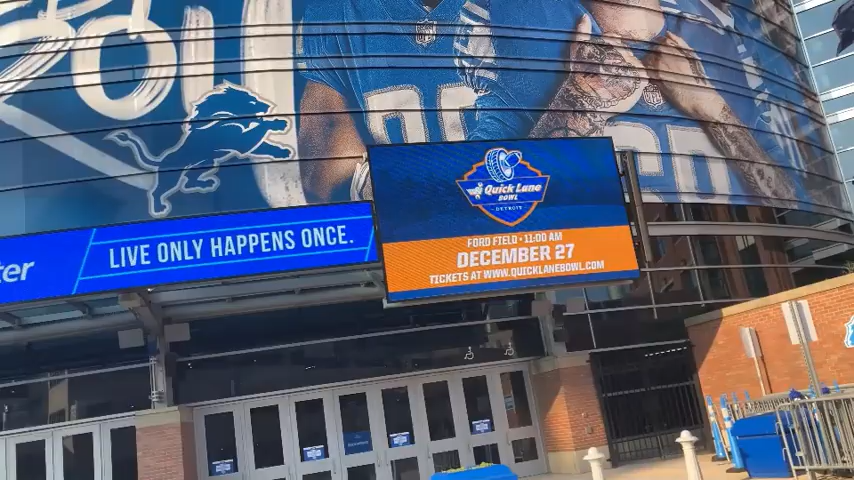 LIVE ONLY HAPPENS ONCE.
ter
Quick Lane
BOWL
DETROIT
FORD FIELD • 11:00 AM
DECEMBER 27
TICKETS AT WWW.QUICKLANEBOWL.COM